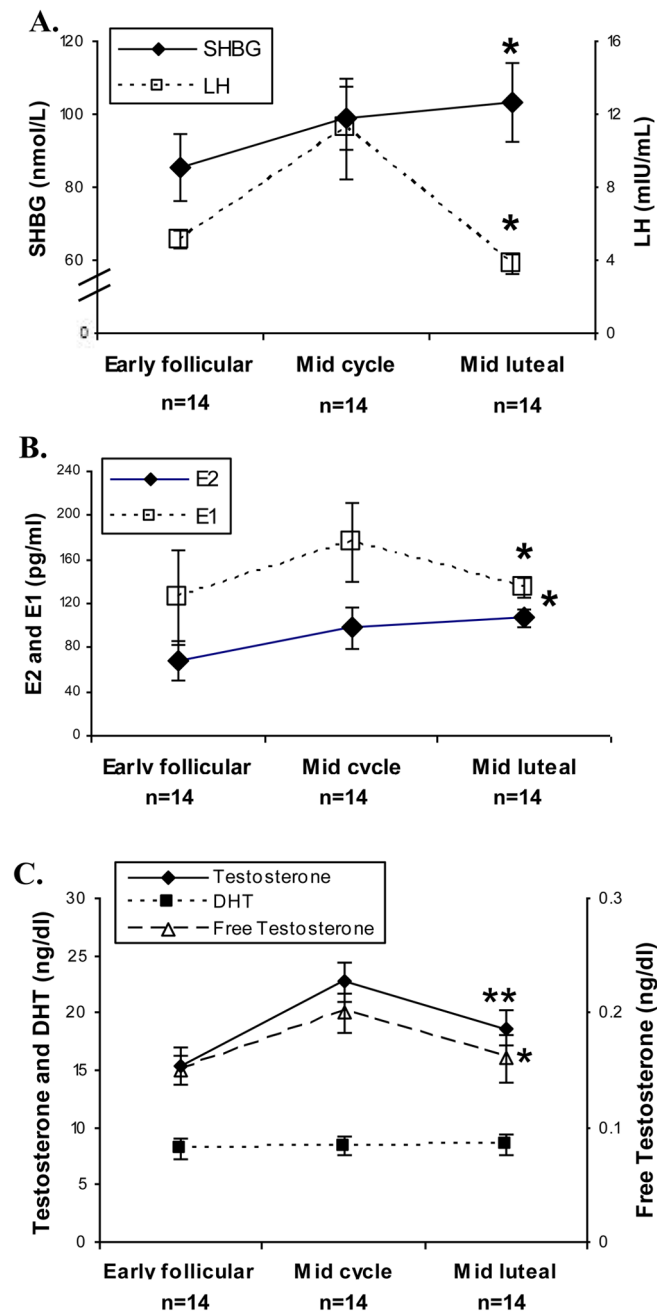 A.
SHBG
LH
*
*
120
100
80
60
0
SHBG (nmol/L)
16
12
8
4
0
LH (mIU/mL)
Early follicular Mid cycle Mid luteal
n=14 n=14 n=14
B.
E2
E1
*
*
240
200
160
120
80
40
0
E2 and E1 (pg/ml)
Early follicular Mid cycle Mid luteal
n=14 n=14 n=14
C.
Testosterone
DHT
Free Testosterone
**
*
30
25
20
15
10
5
0
Testosterone and DHT (ng/dl)
0.3
0.2
0.1
0
Free Testosterone (ng/dl)
Early follicular Mid cycle Mid luteal
n=14 n=14 n=14